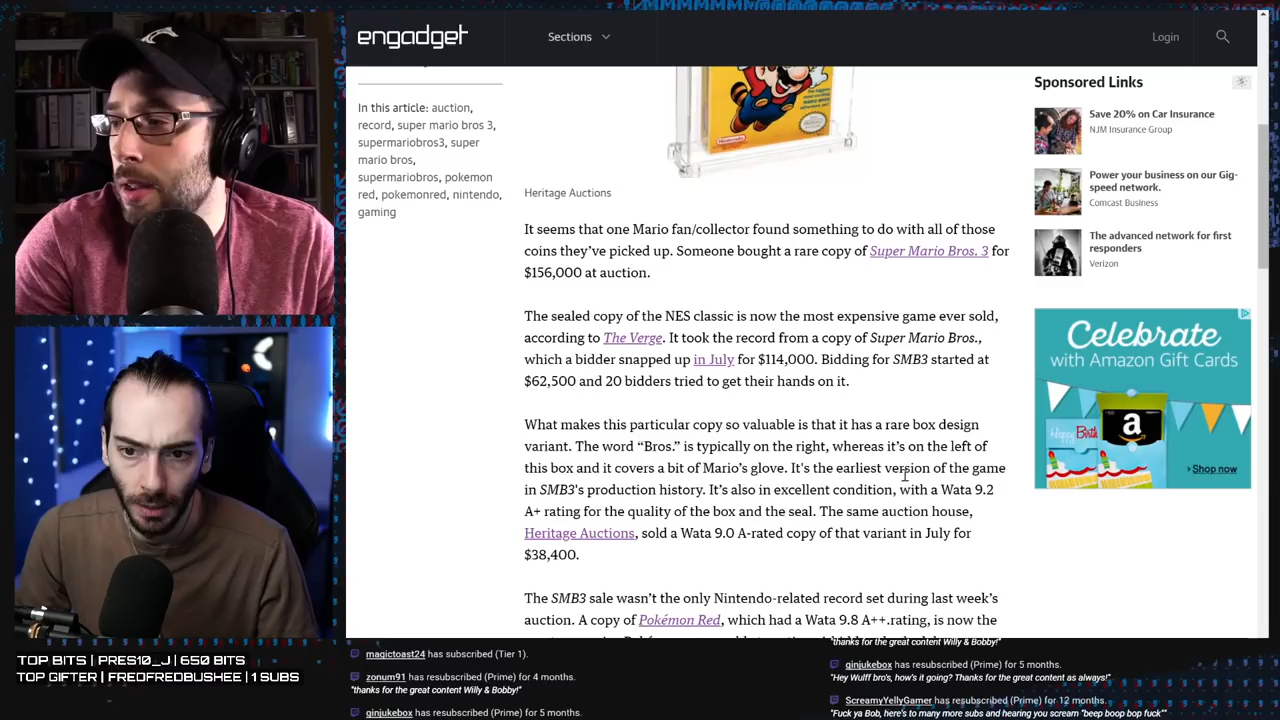 engadget
Sections
Login
In this article: auction,
record, super mario bros 3,
supermariobros3, super
mario bros,
supermariobros, pokemon
red, pokemonred, nintendo,
gaming
Nintendo
Heritage Auctions
It seems that one Mario fan/collector found something to do with all of those
coins they’ve picked up. Someone bought a rare copy of Super Mario Bros. 3 for
$156,000 at auction.
The sealed copy of the NES classic is now the most expensive game ever sold,
according to The Verge. It took the record from a copy of Super Mario Bros.,
which a bidder snapped up in July for $114,000. Bidding for SMB3 started at
$62,500 and 20 bidders tried to get their hands on it.
What makes this particular copy so valuable is that it has a rare box design
variant. The word “Bros.” is typically on the right, whereas it’s on the left of
this box and it covers a bit of Mario’s glove. It's the earliest version of the game
in SMB3's production history. It’s also in excellent condition, with a Wata 9.2
A+ rating for the quality of the box and the seal. The same auction house,
Heritage Auctions, sold a Wata 9.0 A-rated copy of that variant in July for
$38,400.
The SMB3 sale wasn’t the only Nintendo-related record set during last week’s
auction. A copy of Pokémon Red, which had a Wata 9.8 A++.rating, is now the
Sponsored Links
Save 20% on Car Insurance
NJM Insurance Group
Power your business on our Gig-
speed network.
Comcast Business
The advanced network for first
responders
Verizon
Celebrate
with Amazon Gift Cards
Happy Birth
a
Shop now
TOP BITS | PRES10_J | 650 BITS
TOP GIFTER | FREDFREDBUSHEE | 1 SUBS
magictoast24 has subscribed (Tier 1).
zonum91 has resubscribed (Prime) for 4 months.
"thanks for the great content Willy & Bobby!"
ginjukebox has resubscribed (Prime) for 5 months.
"thanks for the great content Willy & Bobby!"
ginjukebox has resubscribed (Prime) for 5 months.
"Hey Wulff bro's, how's it going? Thanks for the great content as always!"
ScreamyYellyGamer has resubscribed (Prime) for 12 months.
"Fuck ya Bob, here's to many more subs and hearing you scream "beep boop bop fuck""